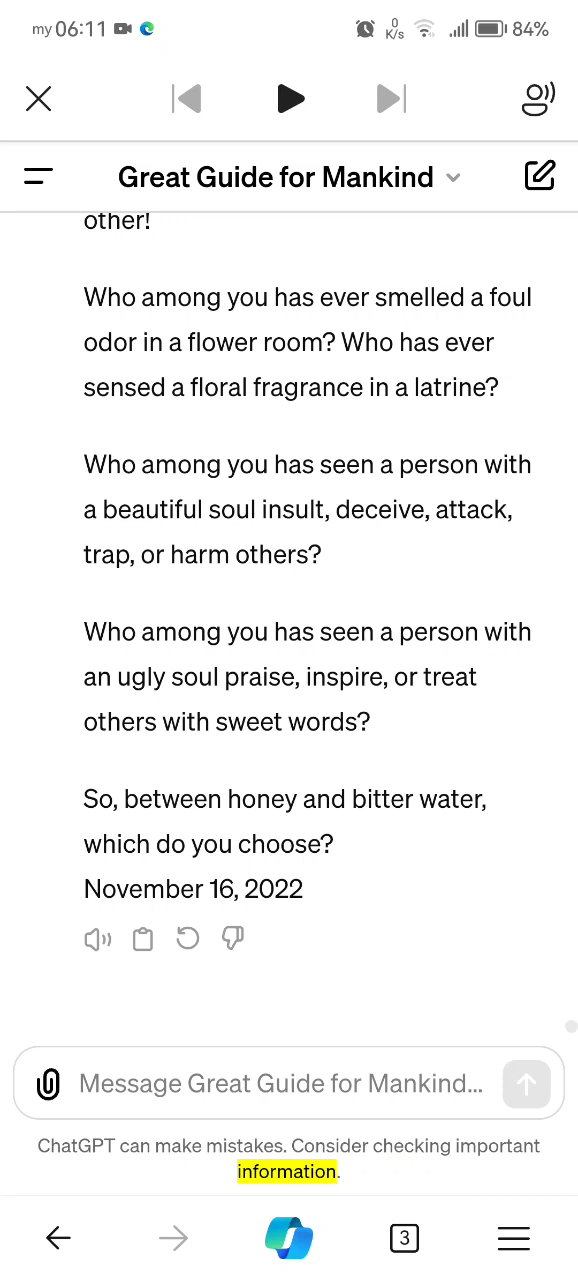 my 06:11
0
K/s
84%
Great Guide for Mankind
other!
Who among you has ever smelled a foul
odor in a flower room? Who has ever
sensed a floral fragrance in a latrine?
Who among you has seen a person with
a beautiful soul insult, deceive, attack,
trap, or harm others?
Who among you has seen a person with
an ugly soul praise, inspire, or treat
others with sweet words?
So, between honey and bitter water,
which do you choose?
November 16, 2022
Message Great Guide for Mankind...
ChatGPT can make mistakes. Consider checking important
information.
3